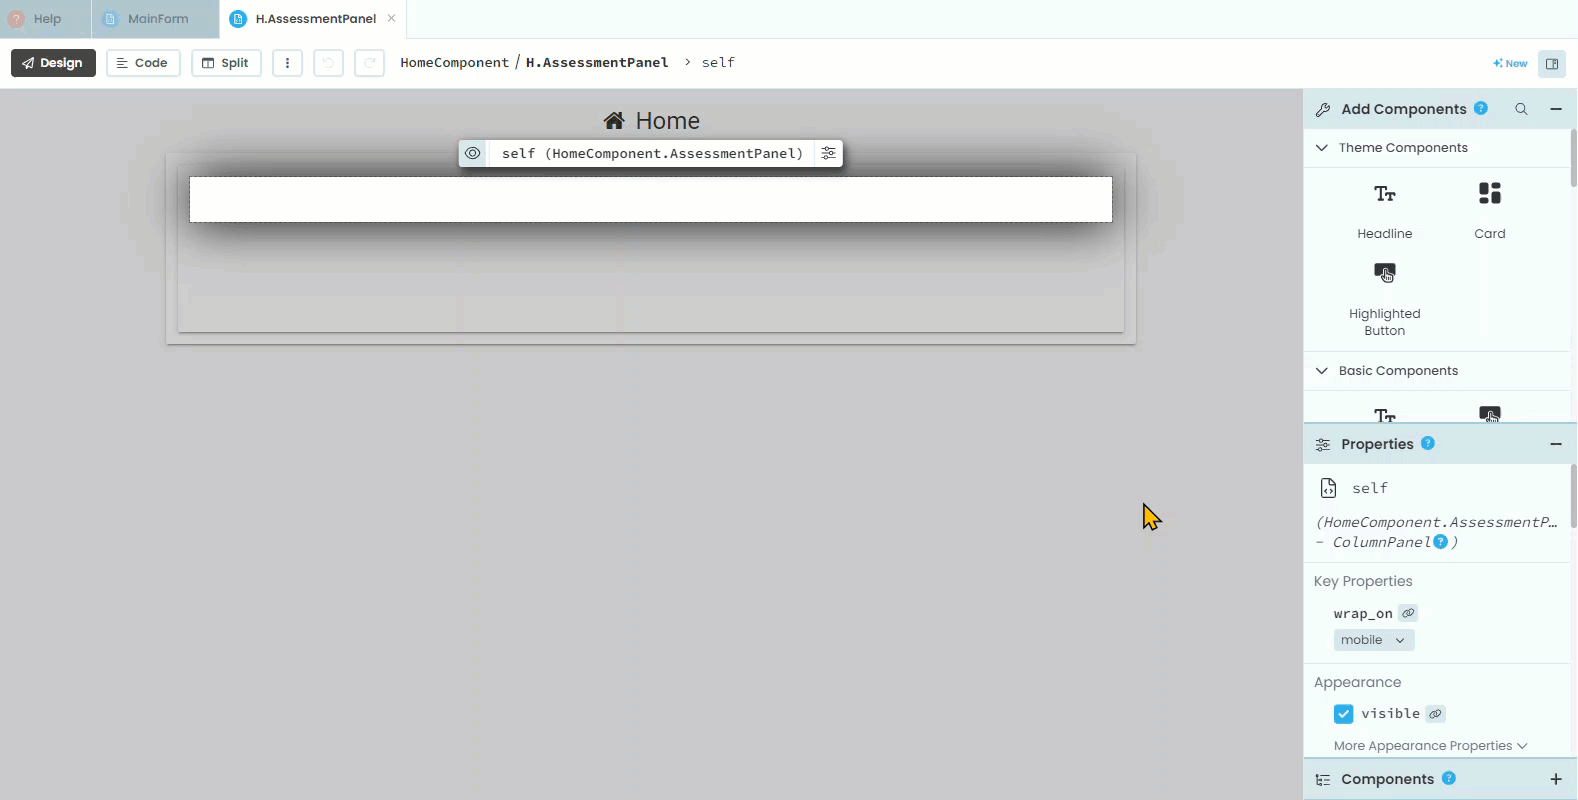 Help
MainForm
H.AssessmentPanel
Design
Code
Split
HomeComponent / H.AssessmentPanel > self
New
Home
self (HomeComponent.AssessmentPanel)
Add Components ?
Theme Components
Tт
Headline
Card
Highlighted
Button
Basic Components
Tт
Properties ?
self
(HomeComponent.AssessmentP…
- ColumnPanel ? )
Key Properties
wrap_on
mobile
Appearance
visible
More Appearance Properties
Components ?